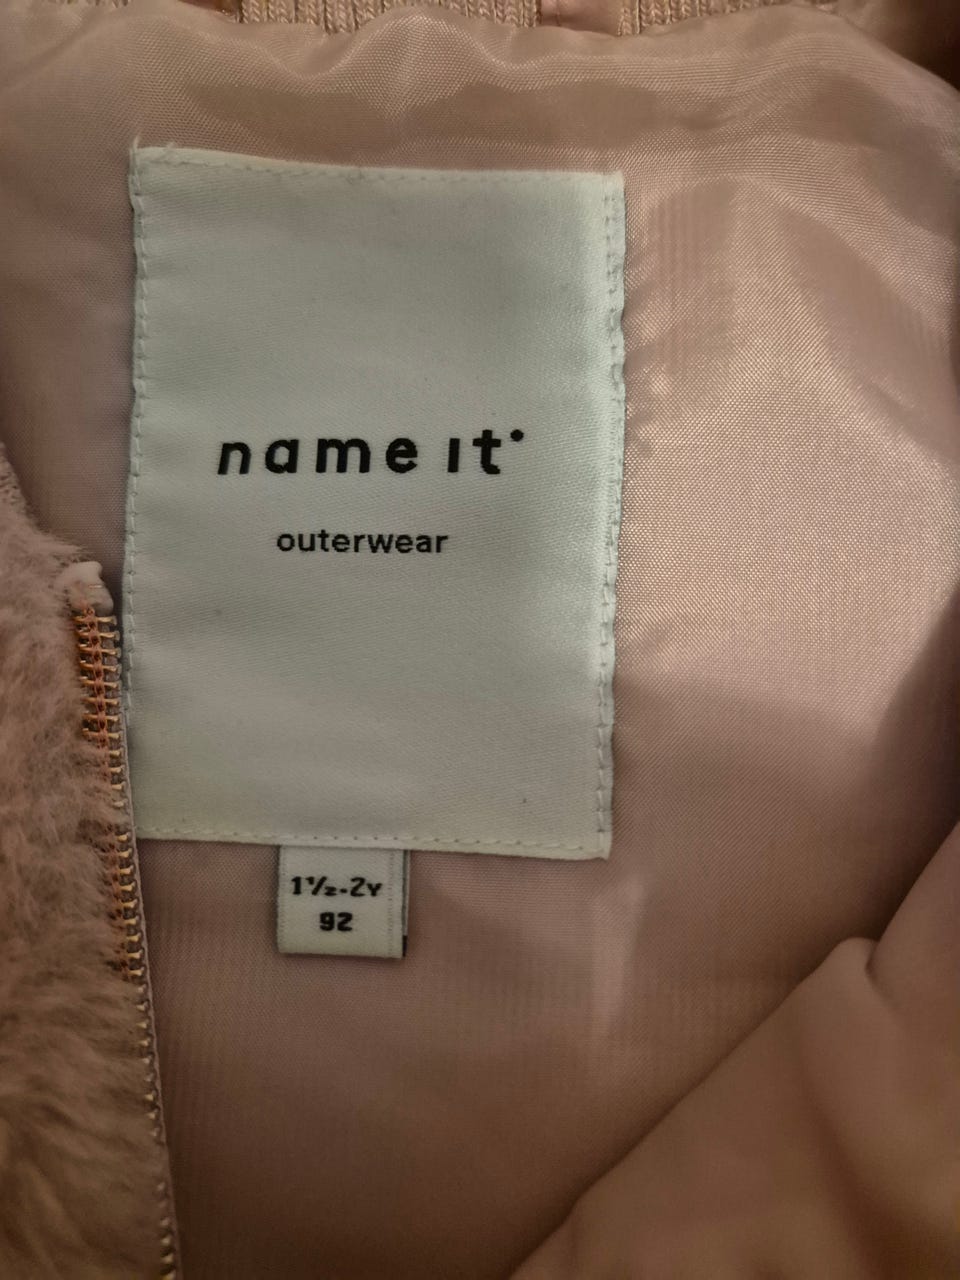 name it
outerwear
1½-2Y
92